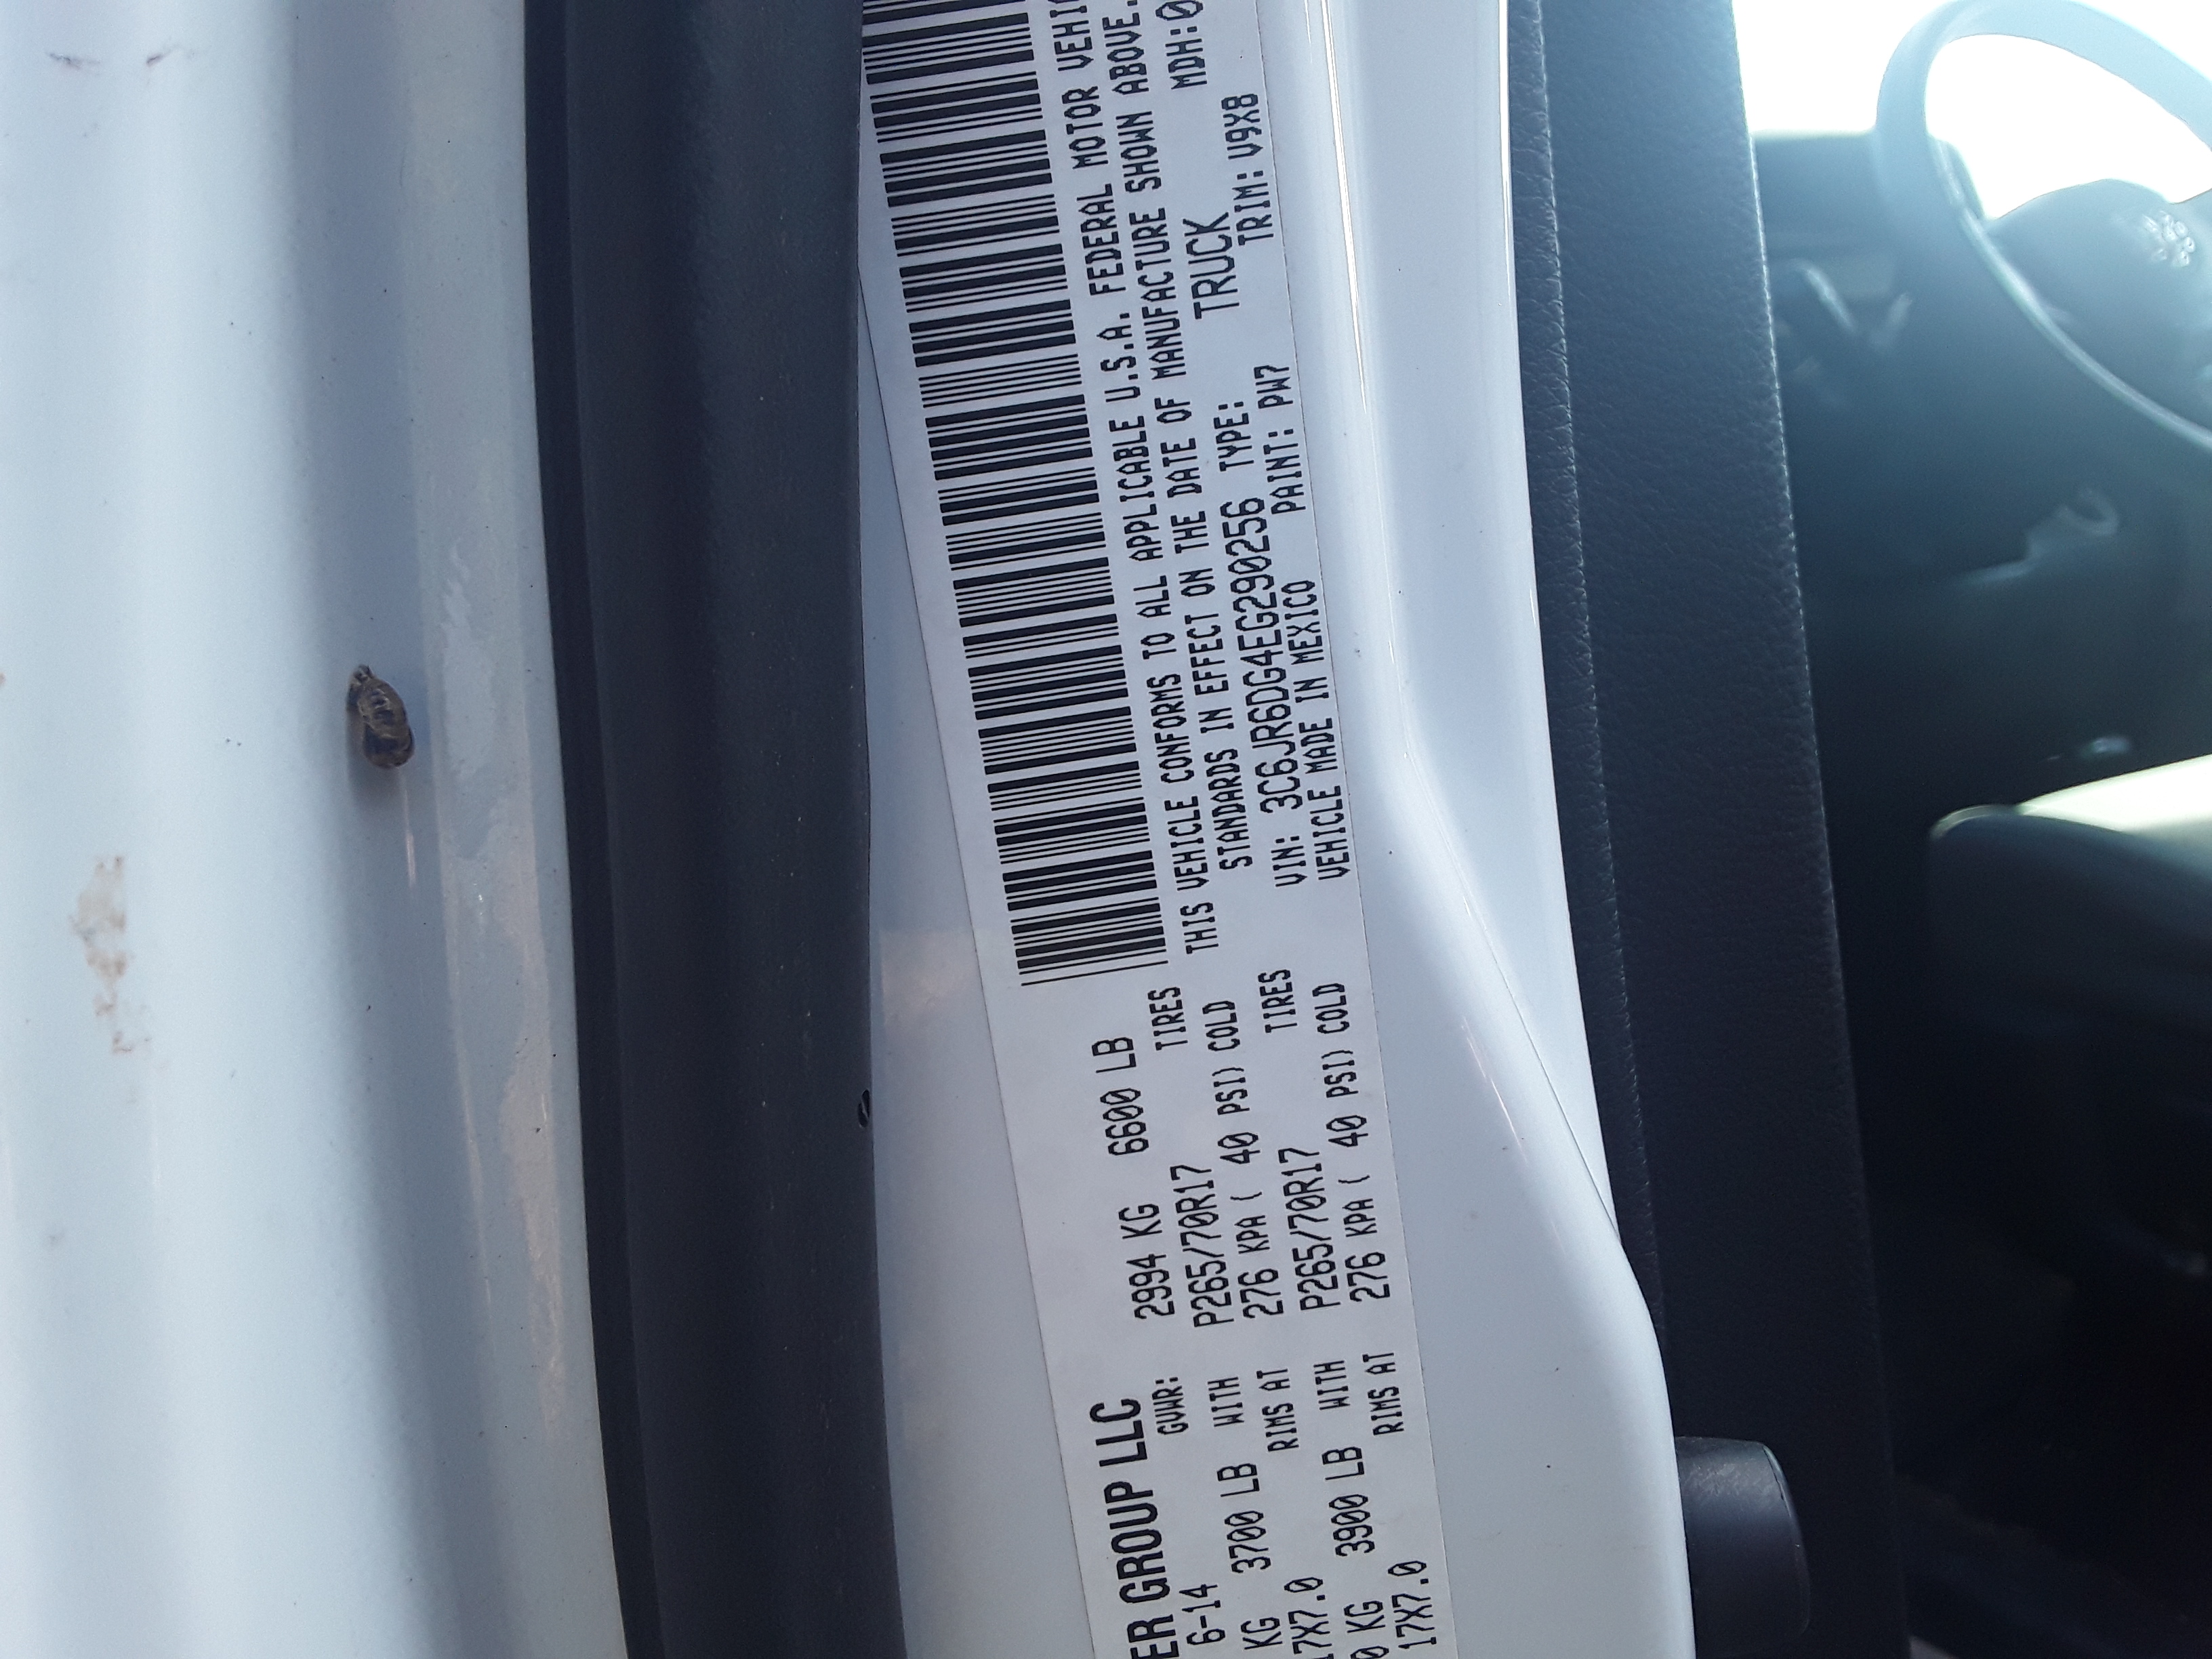 ER GROUP LLC
6-14
GVWR:
2994 KG 6600 LB
KG 3700 LB WITH
P265/70R17
TIRES
17X7.0
RIMS AT
276 KPA ( 40 PSI) COLD
0 KG 3900 LB WITH
P265/70R17
TIRES
17X7.0
RIMS AT
276 KPA ( 40 PSI) COLD
THIS VEHICLE CONFORMS TO ALL APPLICABLE U.S.A. FEDERAL MOTOR VEHIC
STANDARDS IN EFFECT ON THE DATE OF MANUFACTURE SHOWN ABOVE.
VIN: 3C6JR6DG4EG290256 TYPE: TRUCK MDH:0
VEHICLE MADE IN MEXICO PAINT: PW7 TRIM: V9X8